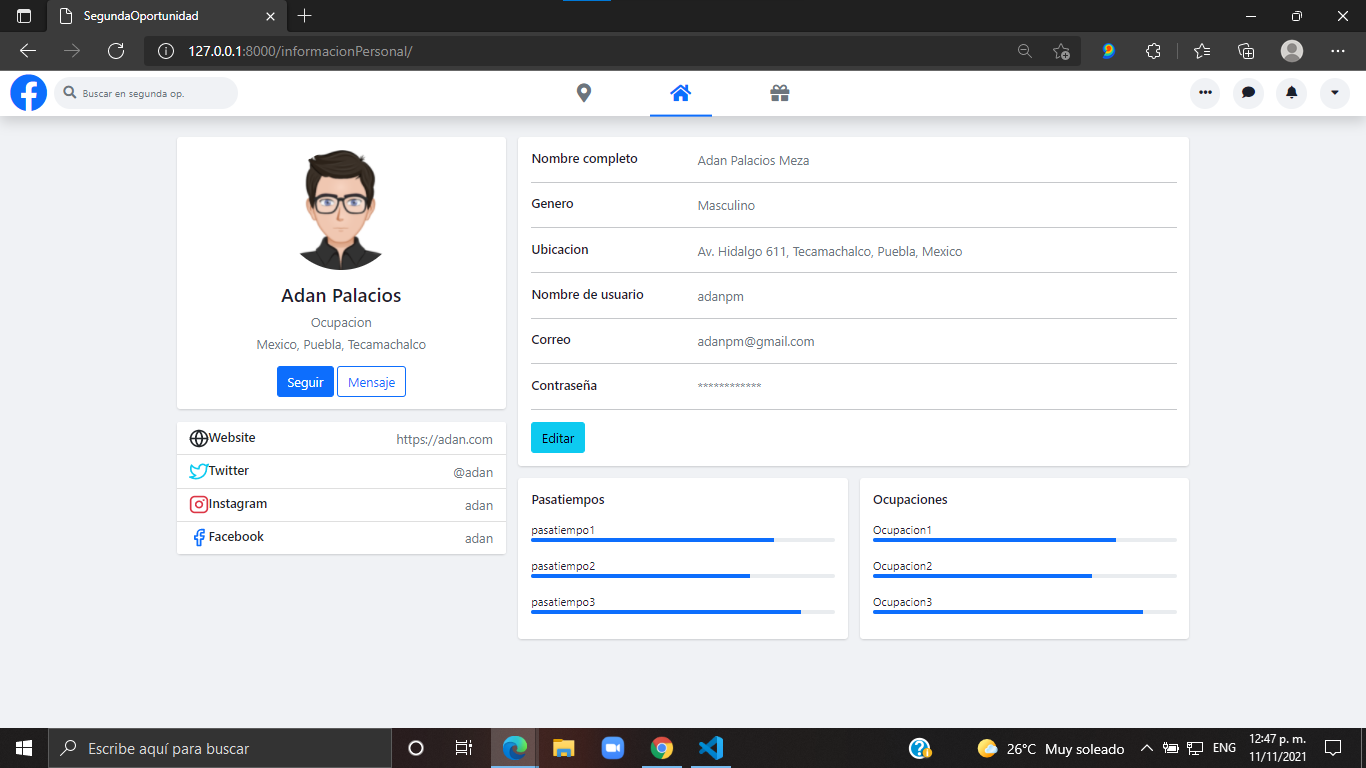 SegundaOportunidad
127.0.0.1:8000/informacionPersonal/
Buscar en segunda op.
Adan Palacios
Ocupacion
Mexico, Puebla, Tecamachalco
Seguir Mensaje
Website https://adan.com
Twitter @adan
Instagram adan
Facebook adan
Nombre completo Adan Palacios Meza
Genero Masculino
Ubicacion Av. Hidalgo 611, Tecamachalco, Puebla, Mexico
Nombre de usuario adanpm
Correo adanpm@gmail.com
Contraseña ************
Editar
Pasatiempos
pasatiempo1
pasatiempo2
pasatiempo3
Ocupaciones
Ocupacion1
Ocupacion2
Ocupacion3
Escribe aquí para buscar
26°C Muy soleado
ENG
12:47 p. m.
11/11/2021